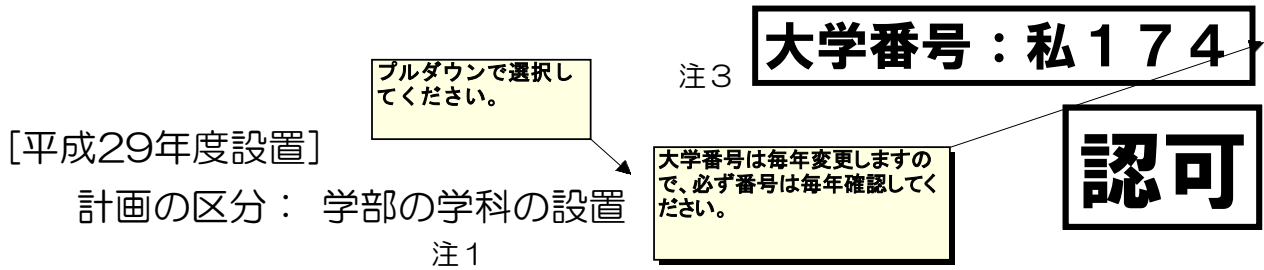 大学番号：私１７４
プルダウンで選択し
てください。
注３
[平成29年度設置]
認可
大学番号は毎年変更しますの
で、必ず番号は毎年確認してく
ださい。
計画の区分： 学部の学科の設置
注１